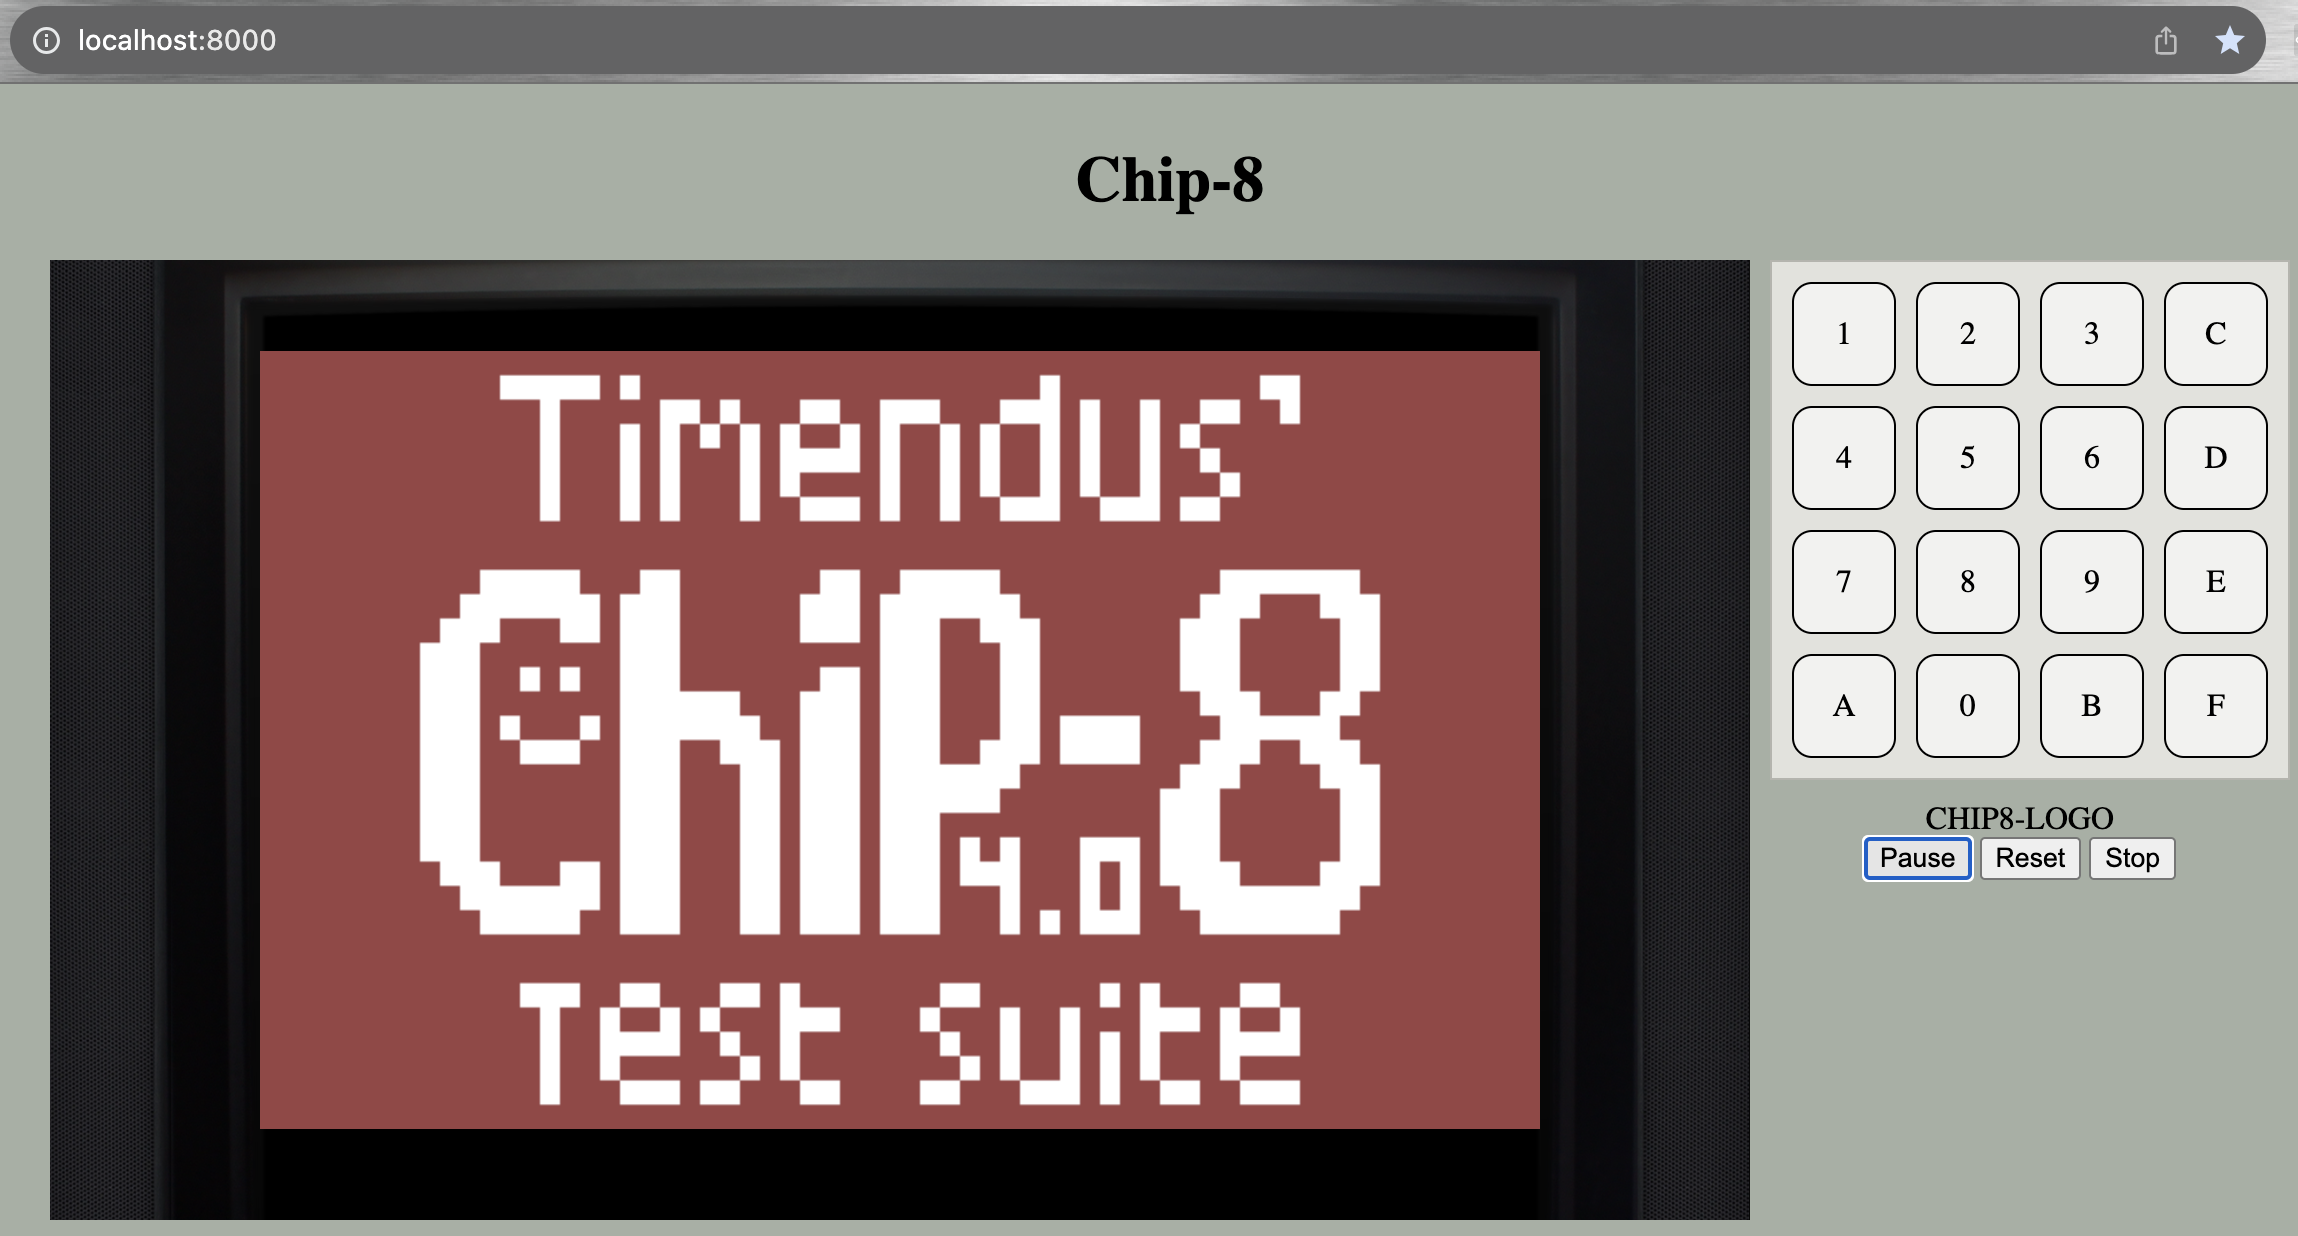 localhost:8000
Chip-8
Timendus'
ChiP-8
4.0
Test suite
1 2 3 C
4 5 6 D
7 8 9 E
A 0 B F
CHIP8-LOGO
Pause Reset Stop